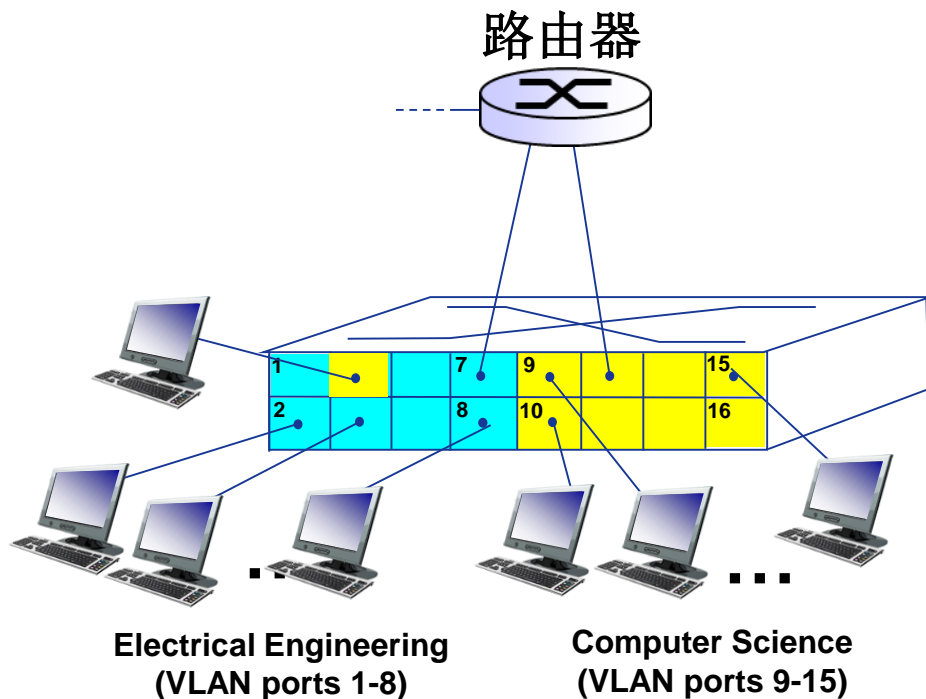 路由器
1
7
9
15
2
8
10
16
...
...
Electrical Engineering
(VLAN ports 1-8)
Computer Science
(VLAN ports 9-15)